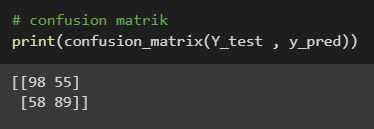 # confusion matrik
print(confusion_matrix(Y_test , y_pred))
[[98 55]
 [58 89]]